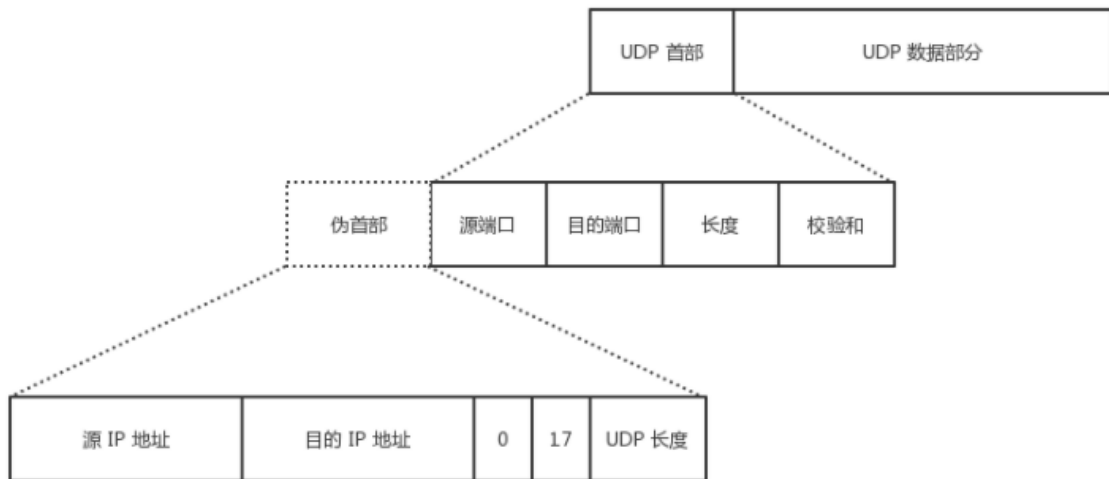 UDP 首部
UDP 数据部分
伪首部
源端口
目的端口
长度
校验和
源 IP 地址
目的 IP 地址
0
17
UDP 长度